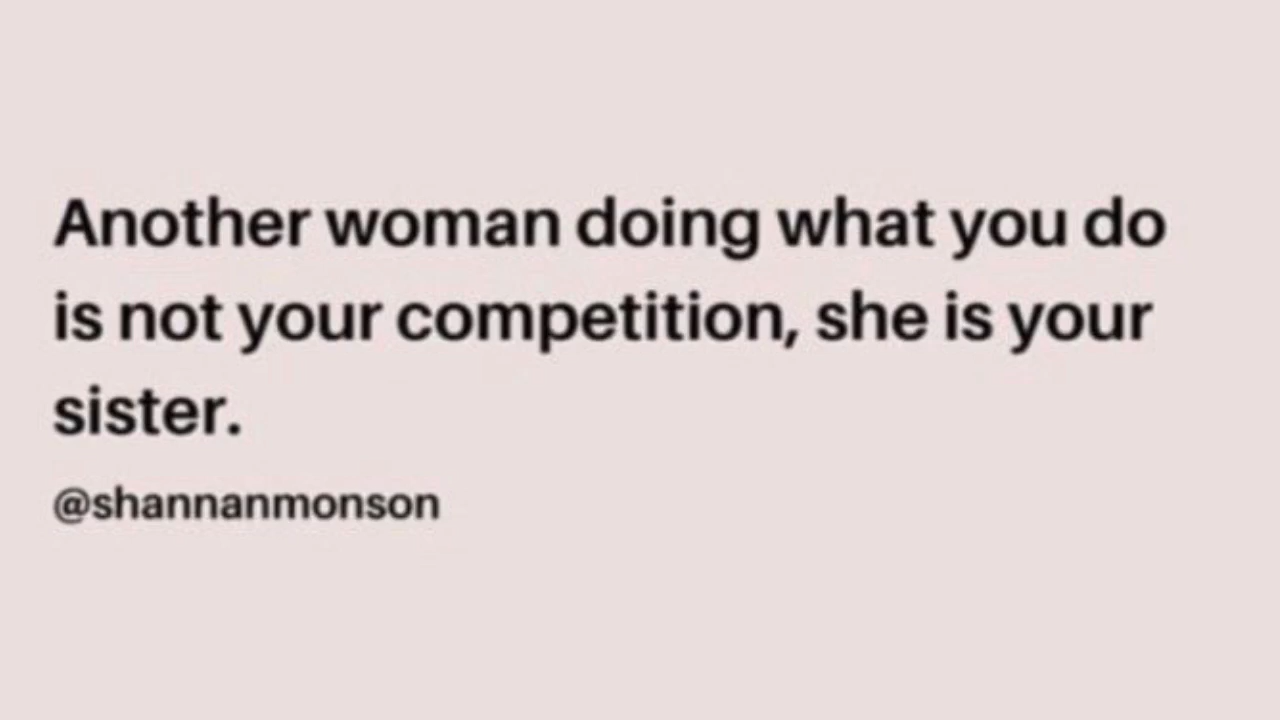 Another woman doing what you do
is not your competition, she is your
sister.
@shannanmonson